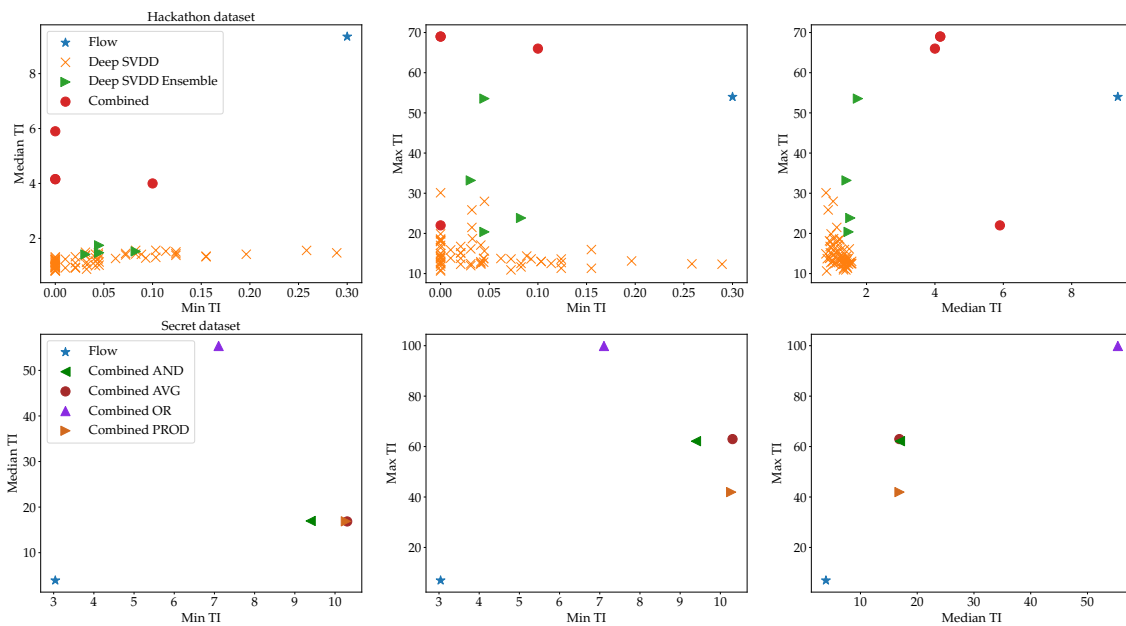 Hackathon dataset
Flow
Deep SVDD
Deep SVDD Ensemble
Combined
Median TI
8
6
4
2
0.00 0.05 0.10 0.15 0.20 0.25 0.30
Min TI
Max TI
70
60
50
40
30
20
10
0.00 0.05 0.10 0.15 0.20 0.25 0.30
Min TI
Max TI
70
60
50
40
30
20
10
2 4 6 8
Median TI
Secret dataset
Flow
Combined AND
Combined AVG
Combined OR
Combined PROD
Median TI
50
40
30
20
10
3 4 5 6 7 8 9 10
Min TI
Max TI
100
80
60
40
20
3 4 5 6 7 8 9 10
Min TI
Max TI
100
80
60
40
20
10 20 30 40 50
Median TI